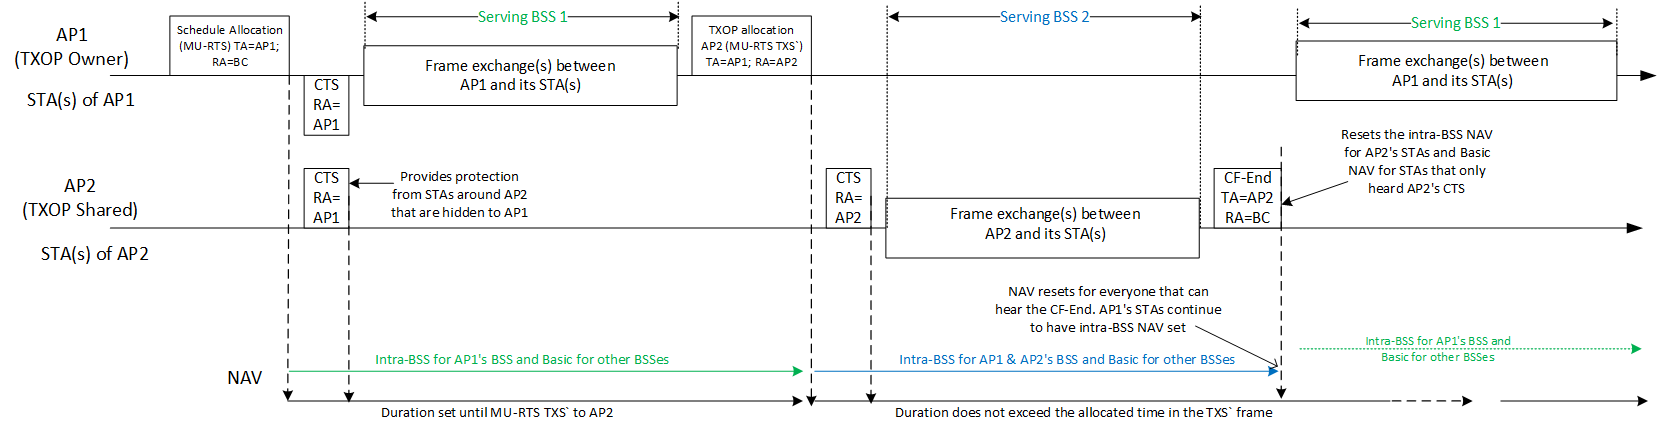 Serving BSS 1
Serving BSS 2
Serving BSS 1
AP1
(TXOP Owner)
Schedule Allocation
(MU-RTS) TA=AP1;
RA=BC
Frame exchange(s) between
AP1 and its STA(s)
TXOP allocation
AP2 (MU-RTS TXS`)
TA=AP1; RA=AP2
Frame exchange(s) between
AP1 and its STA(s)
STA(s) of AP1
CTS
RA=
AP1
Resets the intra-BSS NAV
for AP2's STAs and Basic
NAV for STAs that only
heard AP2's CTS
AP2
(TXOP Shared)
CTS
RA=
AP1
Provides protection
from STAs around AP2
that are hidden to AP1
CTS
RA=
AP2
Frame exchange(s) between
AP2 and its STA(s)
CF-End
TA=AP2
RA=BC
STA(s) of AP2
NAV resets for everyone that can
hear the CF-End. AP1's STAs continue
to have intra-BSS NAV set
NAV
Intra-BSS for AP1's BSS and Basic for other BSSes
Intra-BSS for AP1 & AP2's BSS and Basic for other BSSes
Intra-BSS for AP1's BSS and
Basic for other BSSes
Duration set until MU-RTS TXS` to AP2
Duration does not exceed the allocated time in the TXS` frame